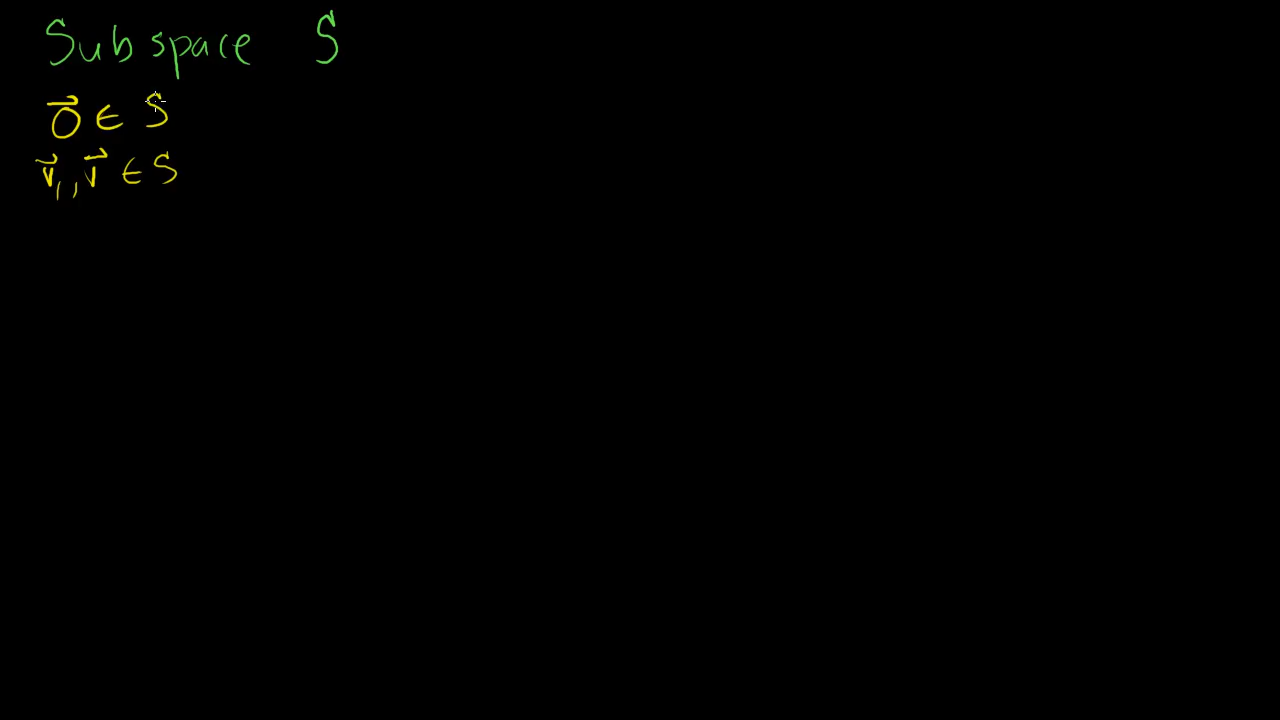 Subspace S
0⃗ ∈ S
v⃗₁, v⃗ ∈ S